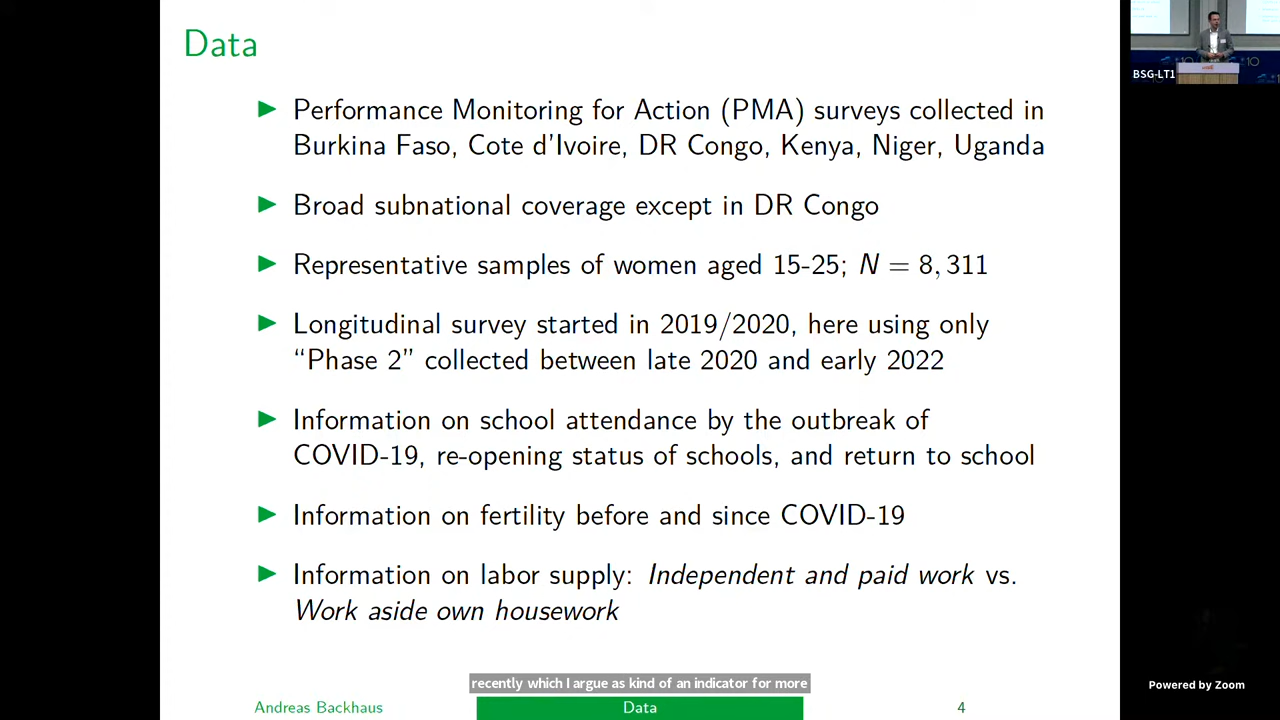 Data
Performance Monitoring for Action (PMA) surveys collected in
Burkina Faso, Cote d'Ivoire, DR Congo, Kenya, Niger, Uganda
Broad subnational coverage except in DR Congo
Representative samples of women aged 15-25; N = 8,311
Longitudinal survey started in 2019/2020, here using only
“Phase 2” collected between late 2020 and early 2022
Information on school attendance by the outbreak of
COVID-19, re-opening status of schools, and return to school
Information on fertility before and since COVID-19
Information on labor supply: Independent and paid work vs.
Work aside own housework
recently which I argue as kind of an indicator for more
Andreas Backhaus
Data
4
BSG-LT1
Powered by Zoom